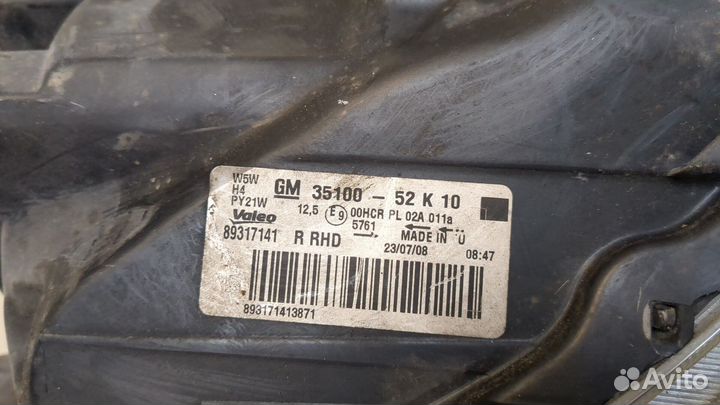 W5W
H4
PY21W
GM 35100 - 52 K 10
Valeo 12,5 E9 00HCR PL 02A 011a
5761
89317141 R RHD MADE IN
23/07/08 08:47
893171413871
Avito